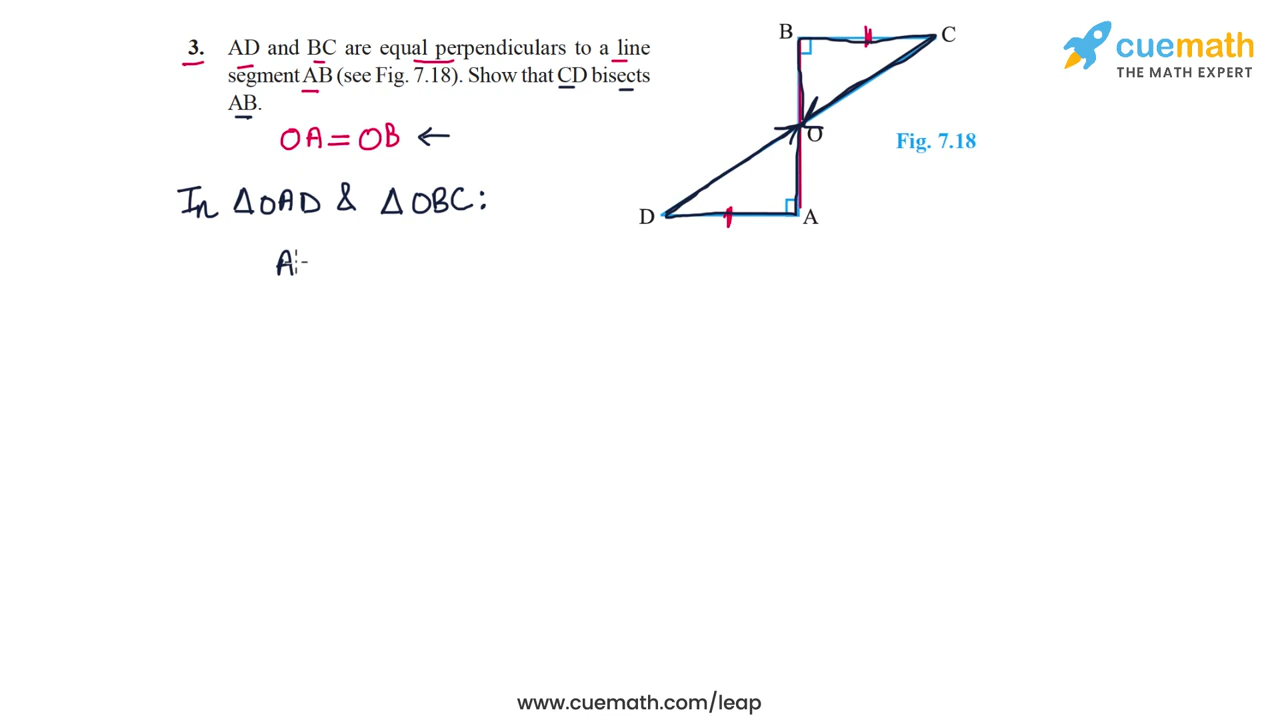 3. AD and BC are equal perpendiculars to a line
segment AB (see Fig. 7.18). Show that CD bisects
AB.
OA = OB ←
In ΔOAD & ΔOBC:
B
C
O
D
A
Fig. 7.18
cuemath
THE MATH EXPERT
www.cuemath.com/leap